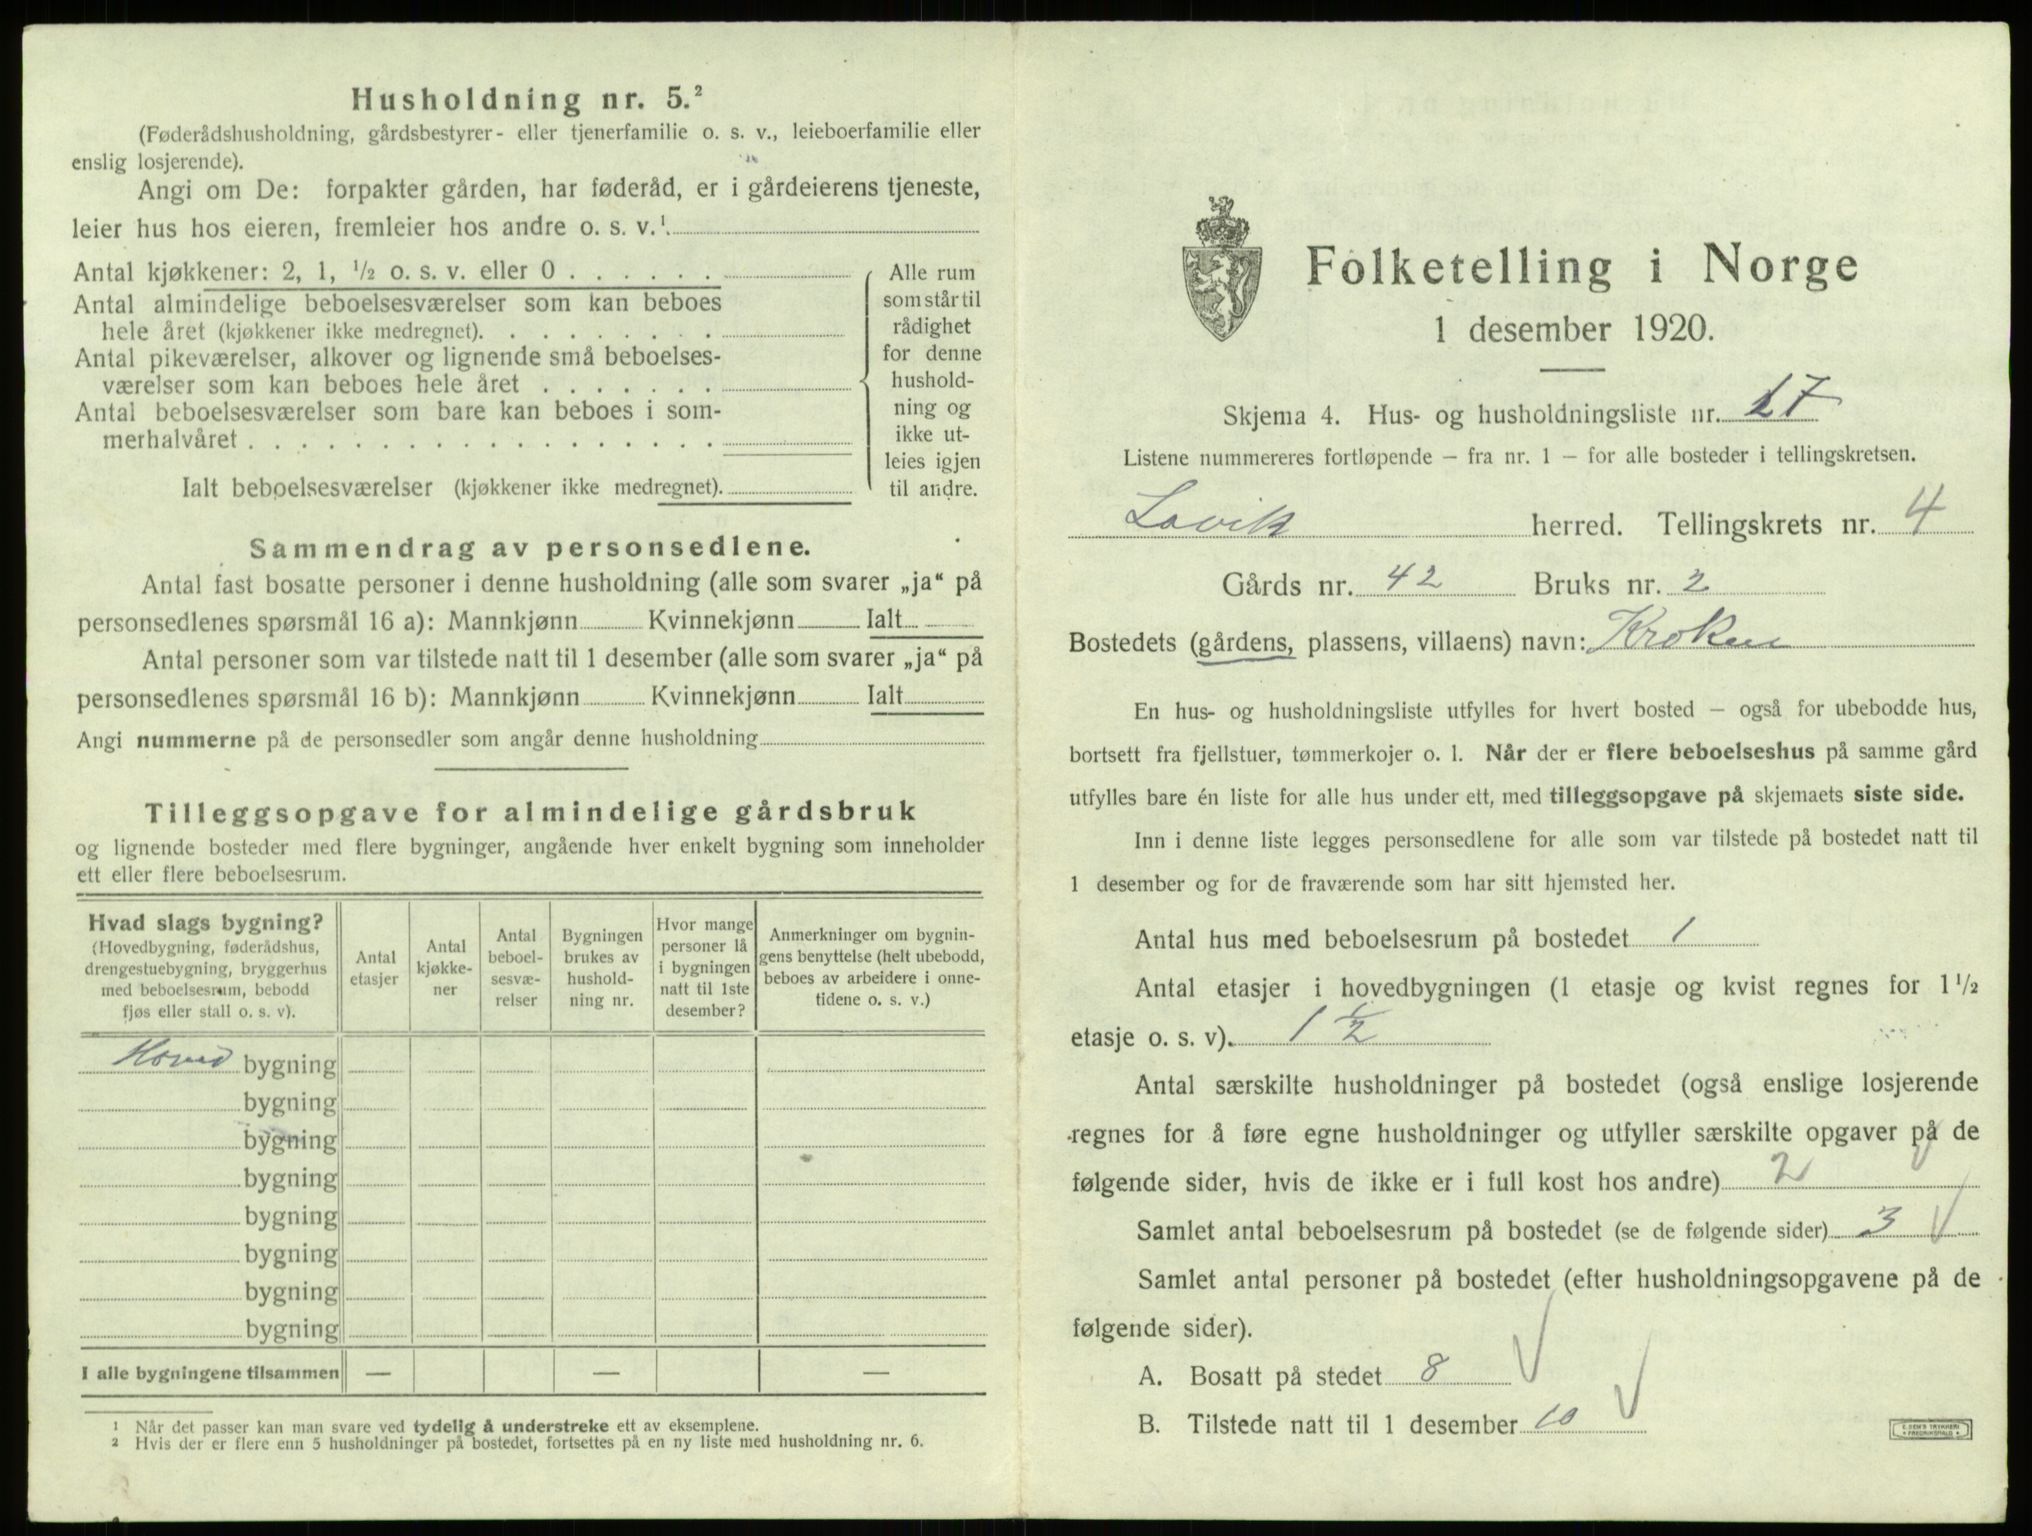 Husholdning nr. 5.²
(Føderådshusholdning, gårdsbestyrer- eller tjenerfamilie o. s. v., leieboerfamilie eller
enslig losjerende).
Angi om De: forpakter gården, har føderåd, er i gårdeierens tjeneste,
leier hus hos eieren, fremleier hos andre o. s. v.¹
Antal kjøkkener: 2, 1, ½ o. s. v. eller 0
Antal almindelige beboelsesværelser som kan beboes
hele året (kjøkkener ikke medregnet).
Antal pikeværelser, alkover og lignende små beboelses-
værelser som kan beboes hele året
Antal beboelsesværelser som bare kan beboes i som-
merhalvåret
Ialt beboelsesværelser (kjøkkener ikke medregnet).
Alle rum
som står til
rådighet
for denne
hushold-
ning og
ikke ut-
leies igjen
til andre.
Sammendrag av personsedlene.
Antal fast bosatte personer i denne husholdning (alle som svarer „ja“ på
personsedlenes spørsmål 16 a): Mannkjønn Kvinnekjønn Ialt
Antal personer som var tilstede natt til 1 desember (alle som svarer „ja“ på
personsedlenes spørsmål 16 b): Mannkjønn Kvinnekjønn Ialt
Angi nummerne på de personsedler som angår denne husholdning
Tilleggsopgave for almindelige gårdsbruk
og lignende bosteder med flere bygninger, angående hver enkelt bygning som inneholder
ett eller flere beboelsesrum.
Hvad slags bygning?
(Hovedbygning, føderådshus,
drengestuebygning, bryggerhus
med beboelsesrum, bebodd
fjøs eller stall o. s. v).
Antal
etasjer
Antal
kjøkke-
ner
Antal
beboel-
sesvæ-
relser
Bygningen
brukes av
hushold-
ning nr.
Hvor mange
personer lå
i bygningen
natt til 1ste
desember?
Anmerkninger om bygnin-
gens benyttelse (helt ubebodd,
beboes av arbeidere i onne-
tidene o. s. v.)
Hoved bygning
bygning
bygning
bygning
bygning
bygning
bygning
bygning
I alle bygningene tilsammen — — —
¹ Når det passer kan man svare ved tydelig å understreke ett av eksemplene.
² Hvis der er flere enn 5 husholdninger på bostedet, fortsettes på en ny liste med husholdning nr. 6.
Folketelling i Norge
1 desember 1920.
Skjema 4. Hus- og husholdningsliste nr. 17
Listene nummereres fortløpende — fra nr. 1 — for alle bosteder i tellingskretsen.
Lavik herred. Tellingskrets nr. 4
Gårds nr. 42 Bruks nr. 2
Bostedets (gårdens, plassens, villaens) navn: Kroken
En hus- og husholdningsliste utfylles for hvert bosted — også for ubebodde hus,
bortsett fra fjellstuer, tømmerkojer o. l. Når der er flere beboelseshus på samme gård
utfylles bare én liste for alle hus under ett, med tilleggsopgave på skjemaets siste side.
Inn i denne liste legges personsedlene for alle som var tilstede på bostedet natt til
1 desember og for de fraværende som har sitt hjemsted her.
Antal hus med beboelsesrum på bostedet 1
Antal etasjer i hovedbygningen (1 etasje og kvist regnes for 1½
etasje o. s. v). 1½
Antal særskilte husholdninger på bostedet (også enslige losjerende
regnes for å føre egne husholdninger og utfyller særskilte opgaver på de
følgende sider, hvis de ikke er i full kost hos andre) 2
Samlet antal beboelsesrum på bostedet (se de følgende sider) 3
Samlet antal personer på bostedet (efter husholdningsopgavene på de
følgende sider).
A. Bosatt på stedet 8
B. Tilstede natt til 1 desember 10